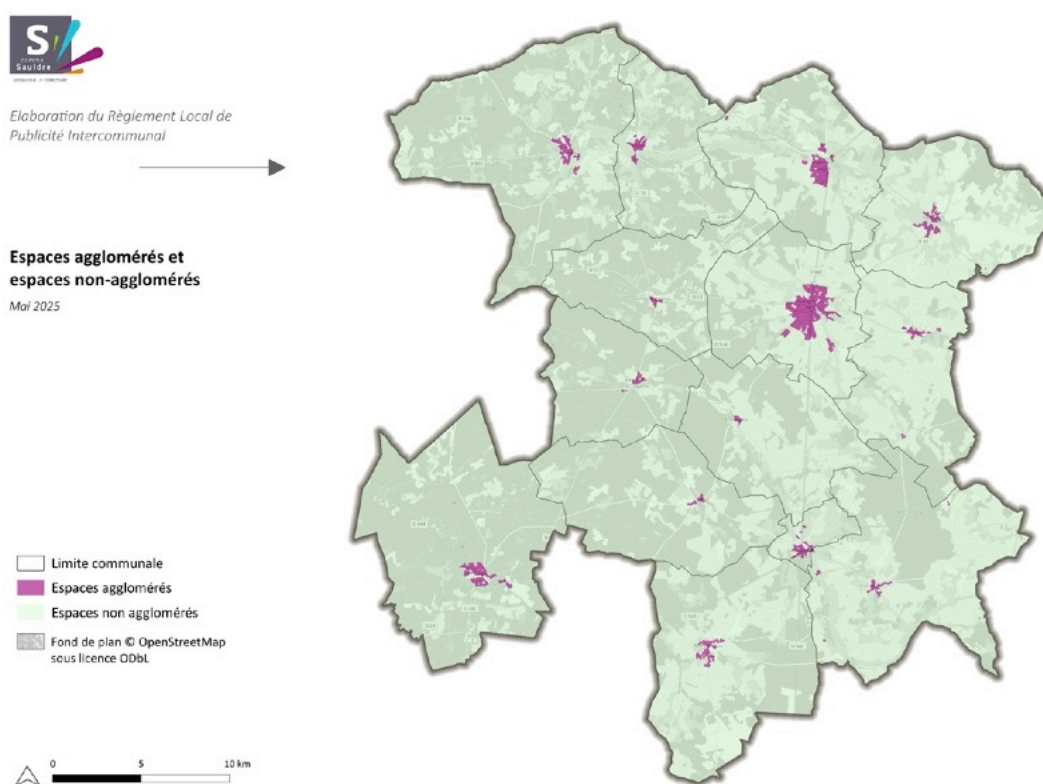 S
comme
Sauldre
Elaboration du Règlement Local de
Publicité Intercommunal
Espaces agglomérés et
espaces non-agglomérés
Mai 2025
Limite communale
Espaces agglomérés
Espaces non agglomérés
Fond de plan © OpenStreetMap
sous licence ODbL
0 5 10 km